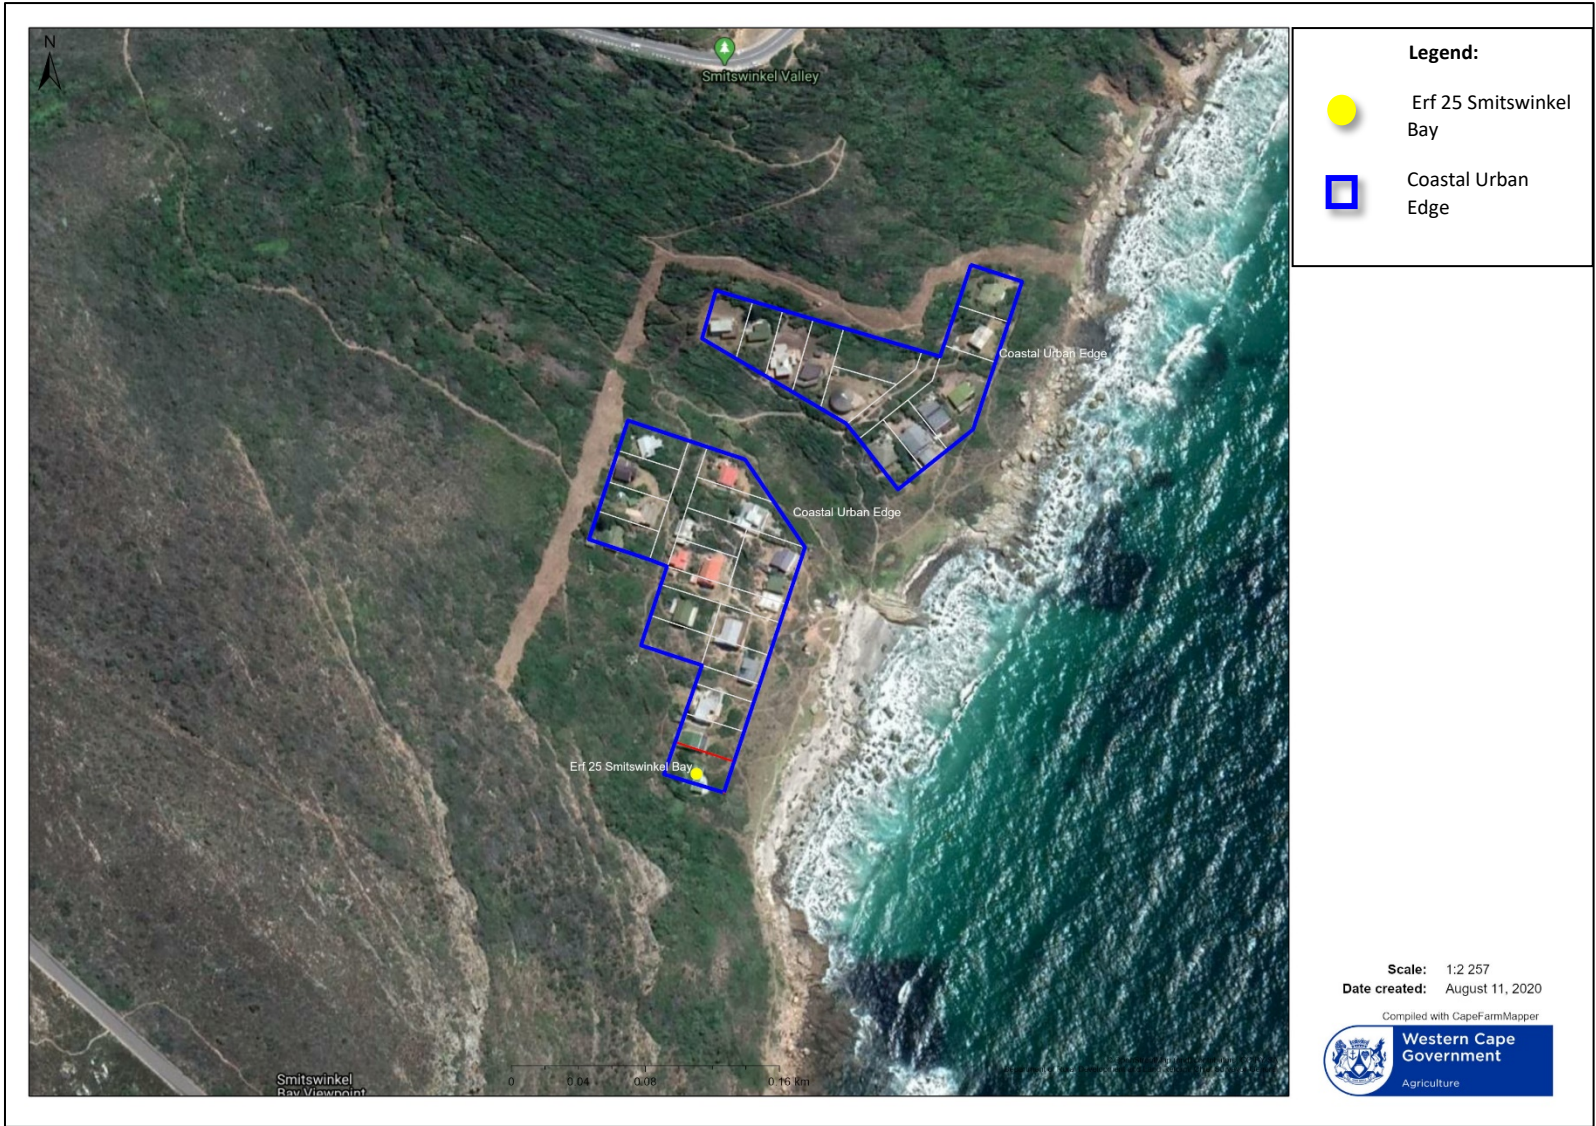 N
Smitswinkel Valley
Coastal Urban Edge
Coastal Urban Edge
Erf 25 Smitswinkel Bay
Smitswinkel
Bay Viewpoint
0 0.04 0.08 0.16 km
Legend:
Erf 25 Smitswinkel
Bay
Coastal Urban
Edge
Scale: 1:2 257
Date created: August 11, 2020
Compiled with CapeFarmMapper
Western Cape
Government
Agriculture